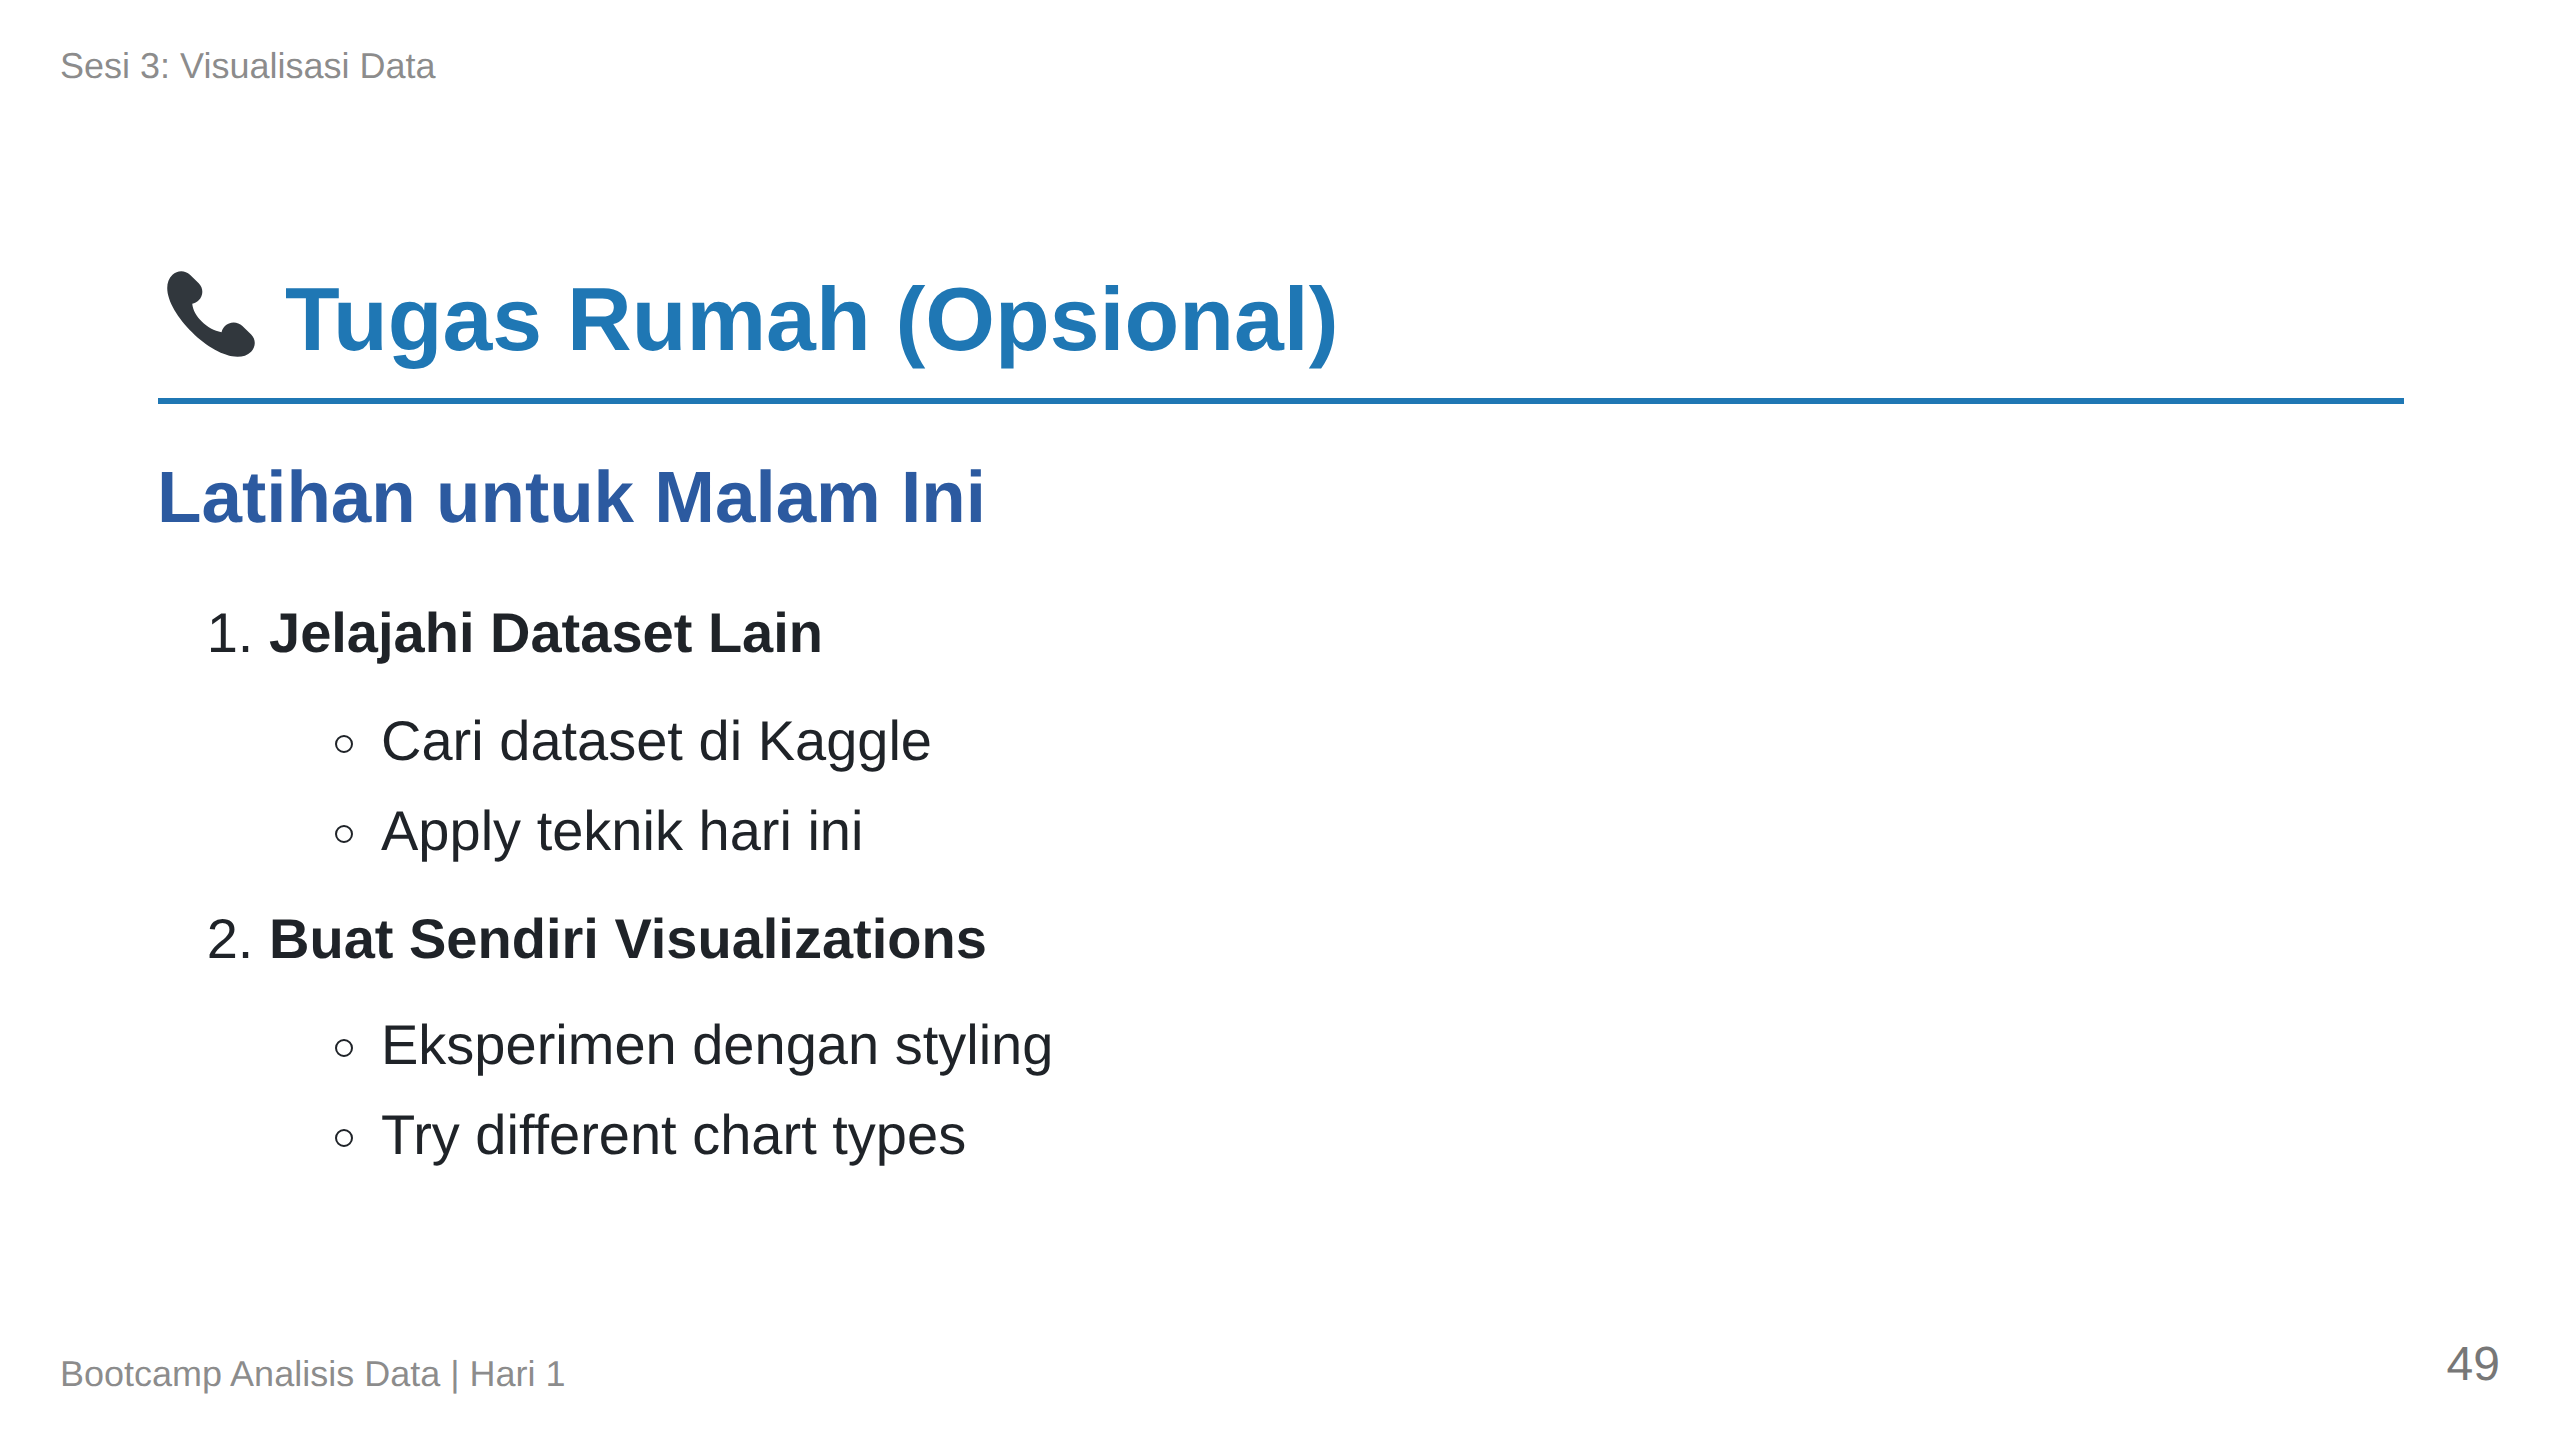 Sesi 3: Visualisasi Data
📞 Tugas Rumah (Opsional)
Latihan untuk Malam Ini
1. Jelajahi Dataset Lain
○ Cari dataset di Kaggle
○ Apply teknik hari ini
2. Buat Sendiri Visualizations
○ Eksperimen dengan styling
○ Try different chart types
Bootcamp Analisis Data | Hari 1
49